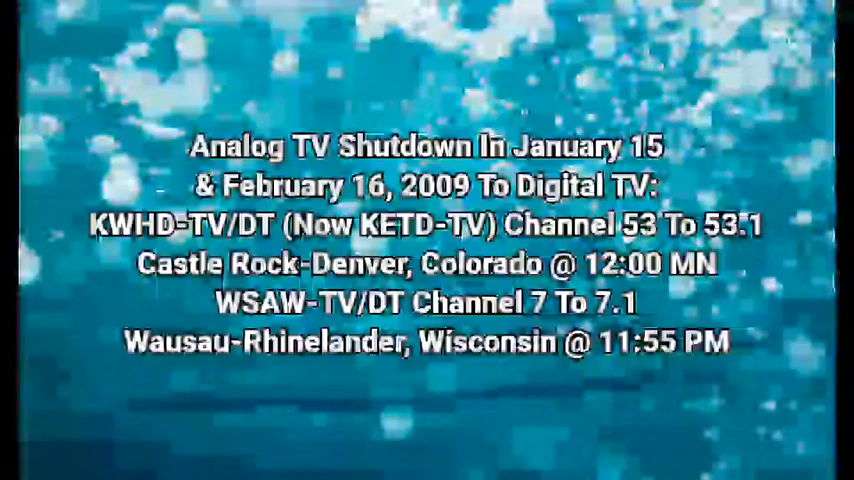 Analog TV Shutdown In January 15
& February 16, 2009 To Digital TV:
KWHD-TV/DT (Now KETD-TV) Channel 53 To 53.1
Castle Rock-Denver, Colorado @ 12:00 MN
WSAW-TV/DT Channel 7 To 7.1
Wausau-Rhinelander, Wisconsin @ 11:55 PM